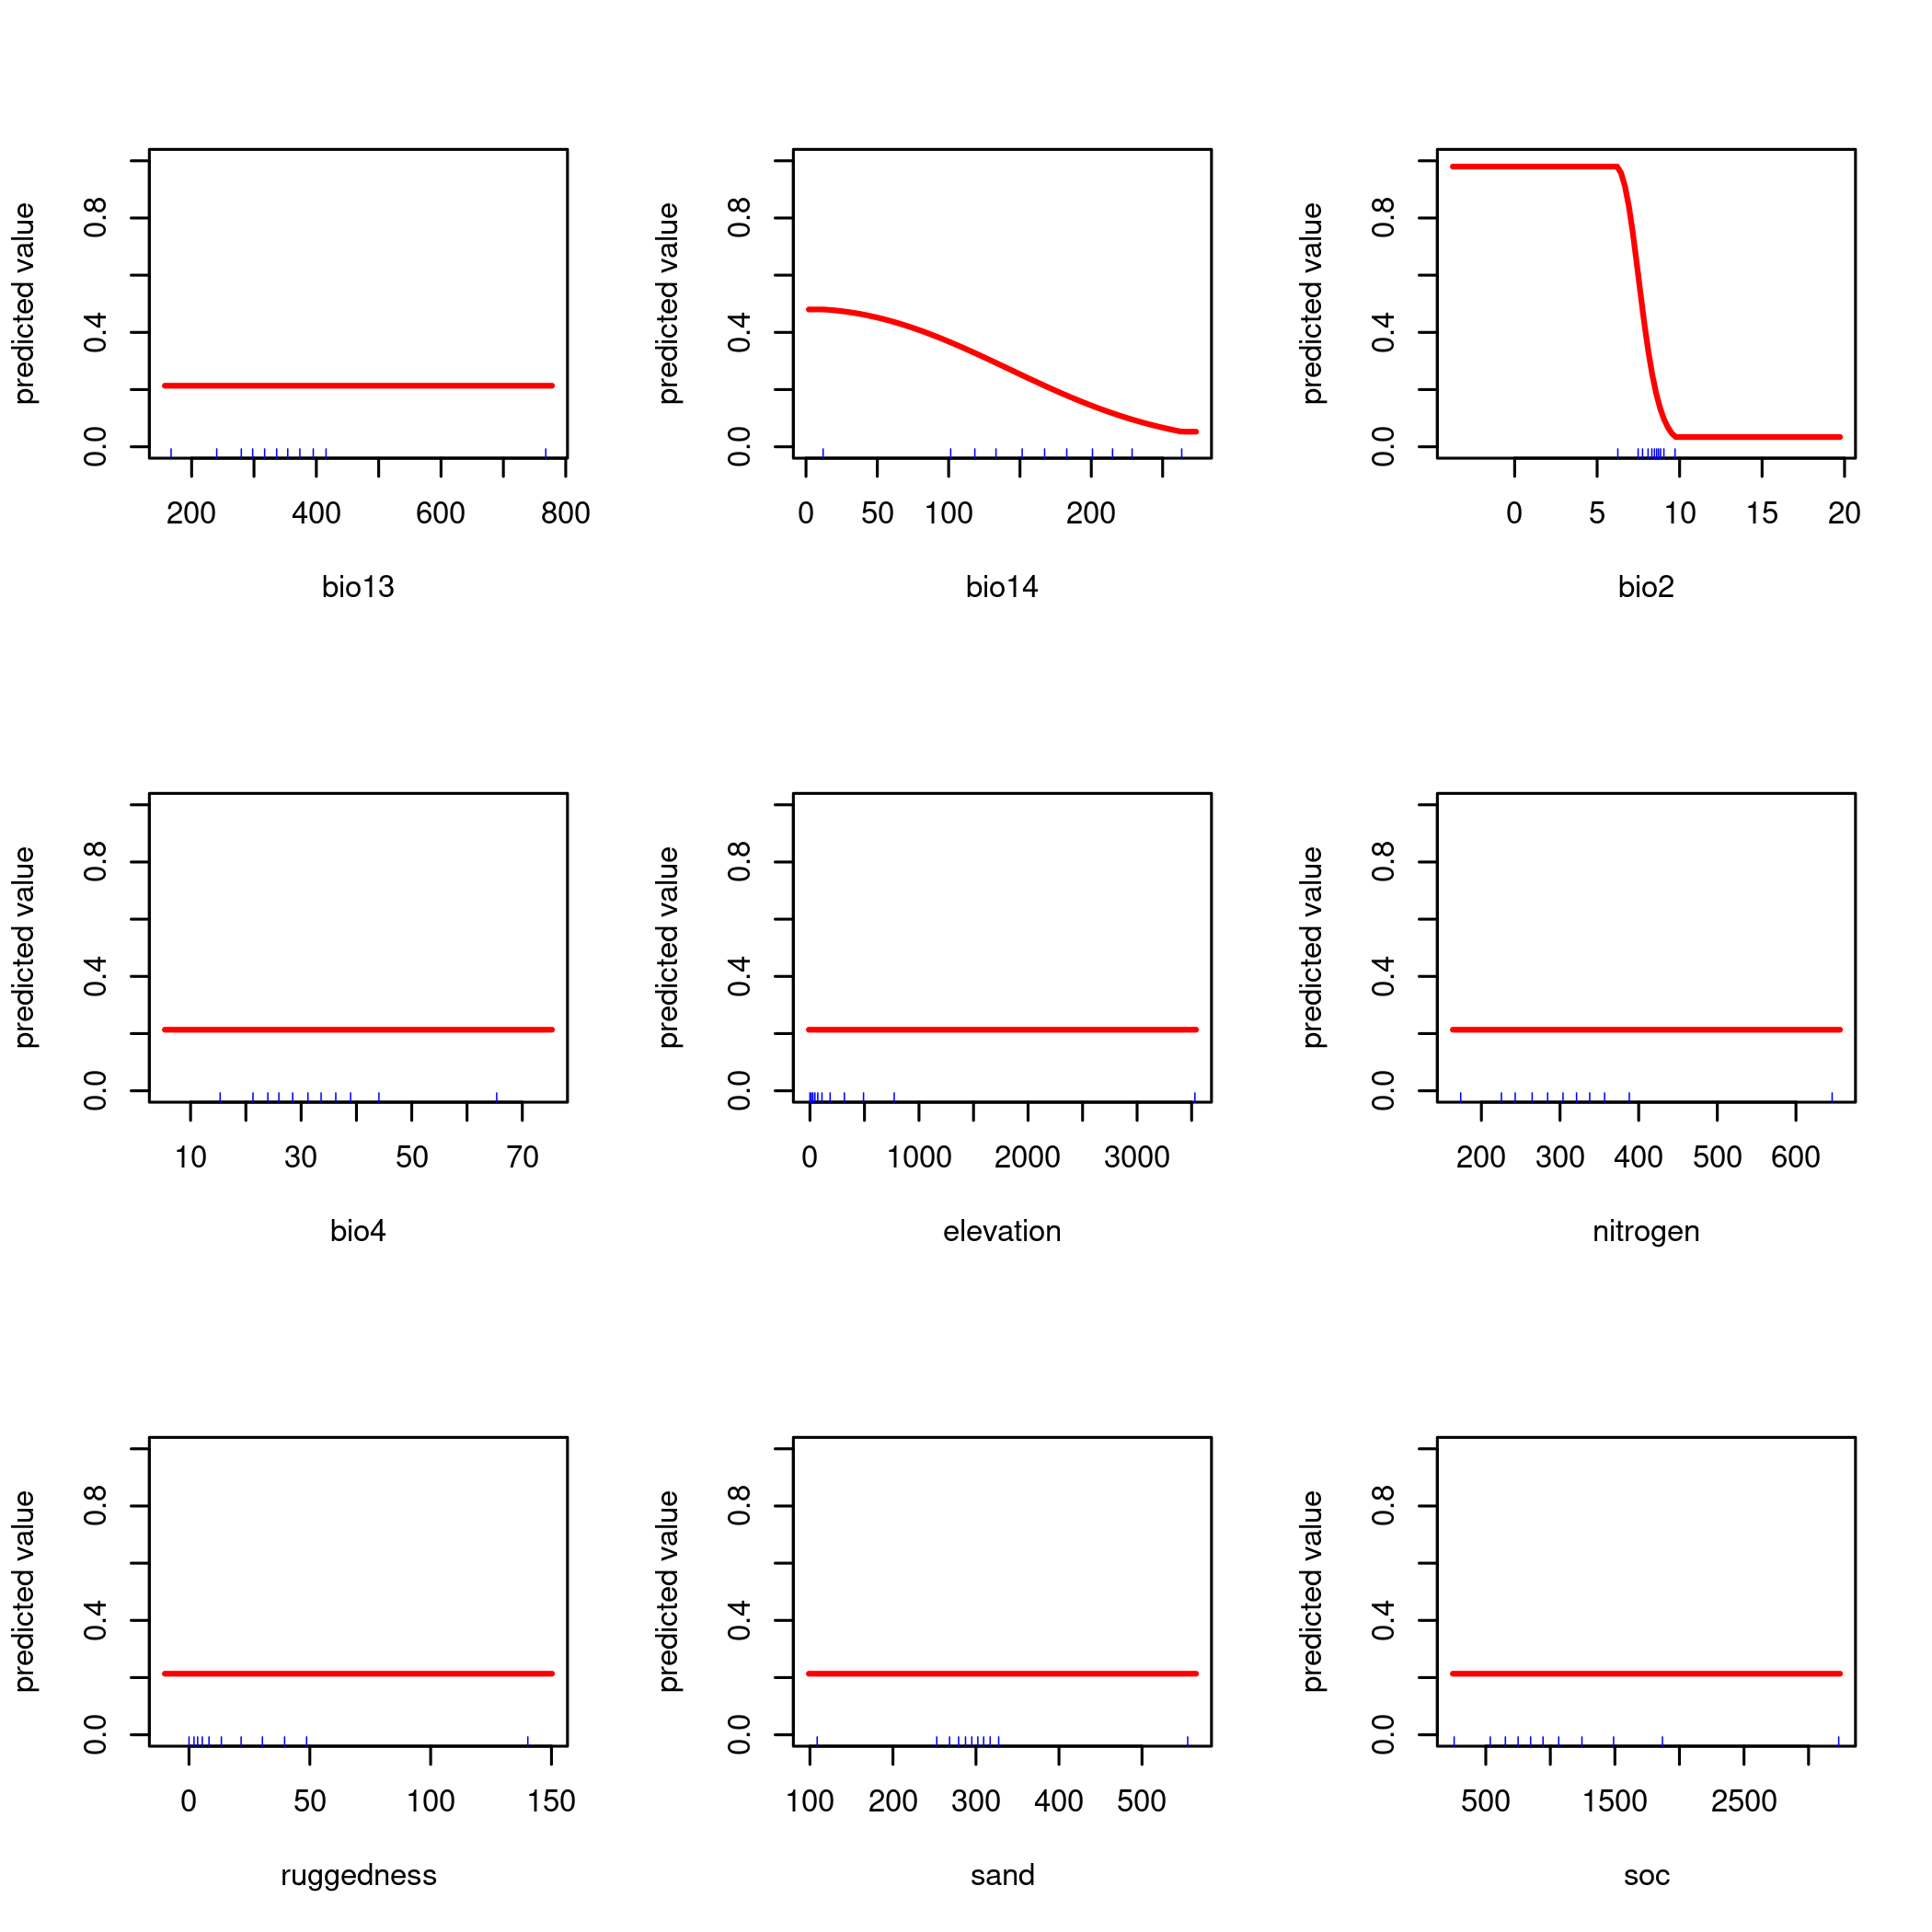 predicted value
0.0 0.4 0.8
200 400 600 800
bio13
predicted value
0.0 0.4 0.8
0 50 100 200
bio14
predicted value
0.0 0.4 0.8
0 5 10 15 20
bio2
predicted value
0.0 0.4 0.8
10 30 50 70
bio4
predicted value
0.0 0.4 0.8
0 1000 2000 3000
elevation
predicted value
0.0 0.4 0.8
200 300 400 500 600
nitrogen
predicted value
0.0 0.4 0.8
0 50 100 150
ruggedness
predicted value
0.0 0.4 0.8
100 200 300 400 500
sand
predicted value
0.0 0.4 0.8
500 1500 2500
soc